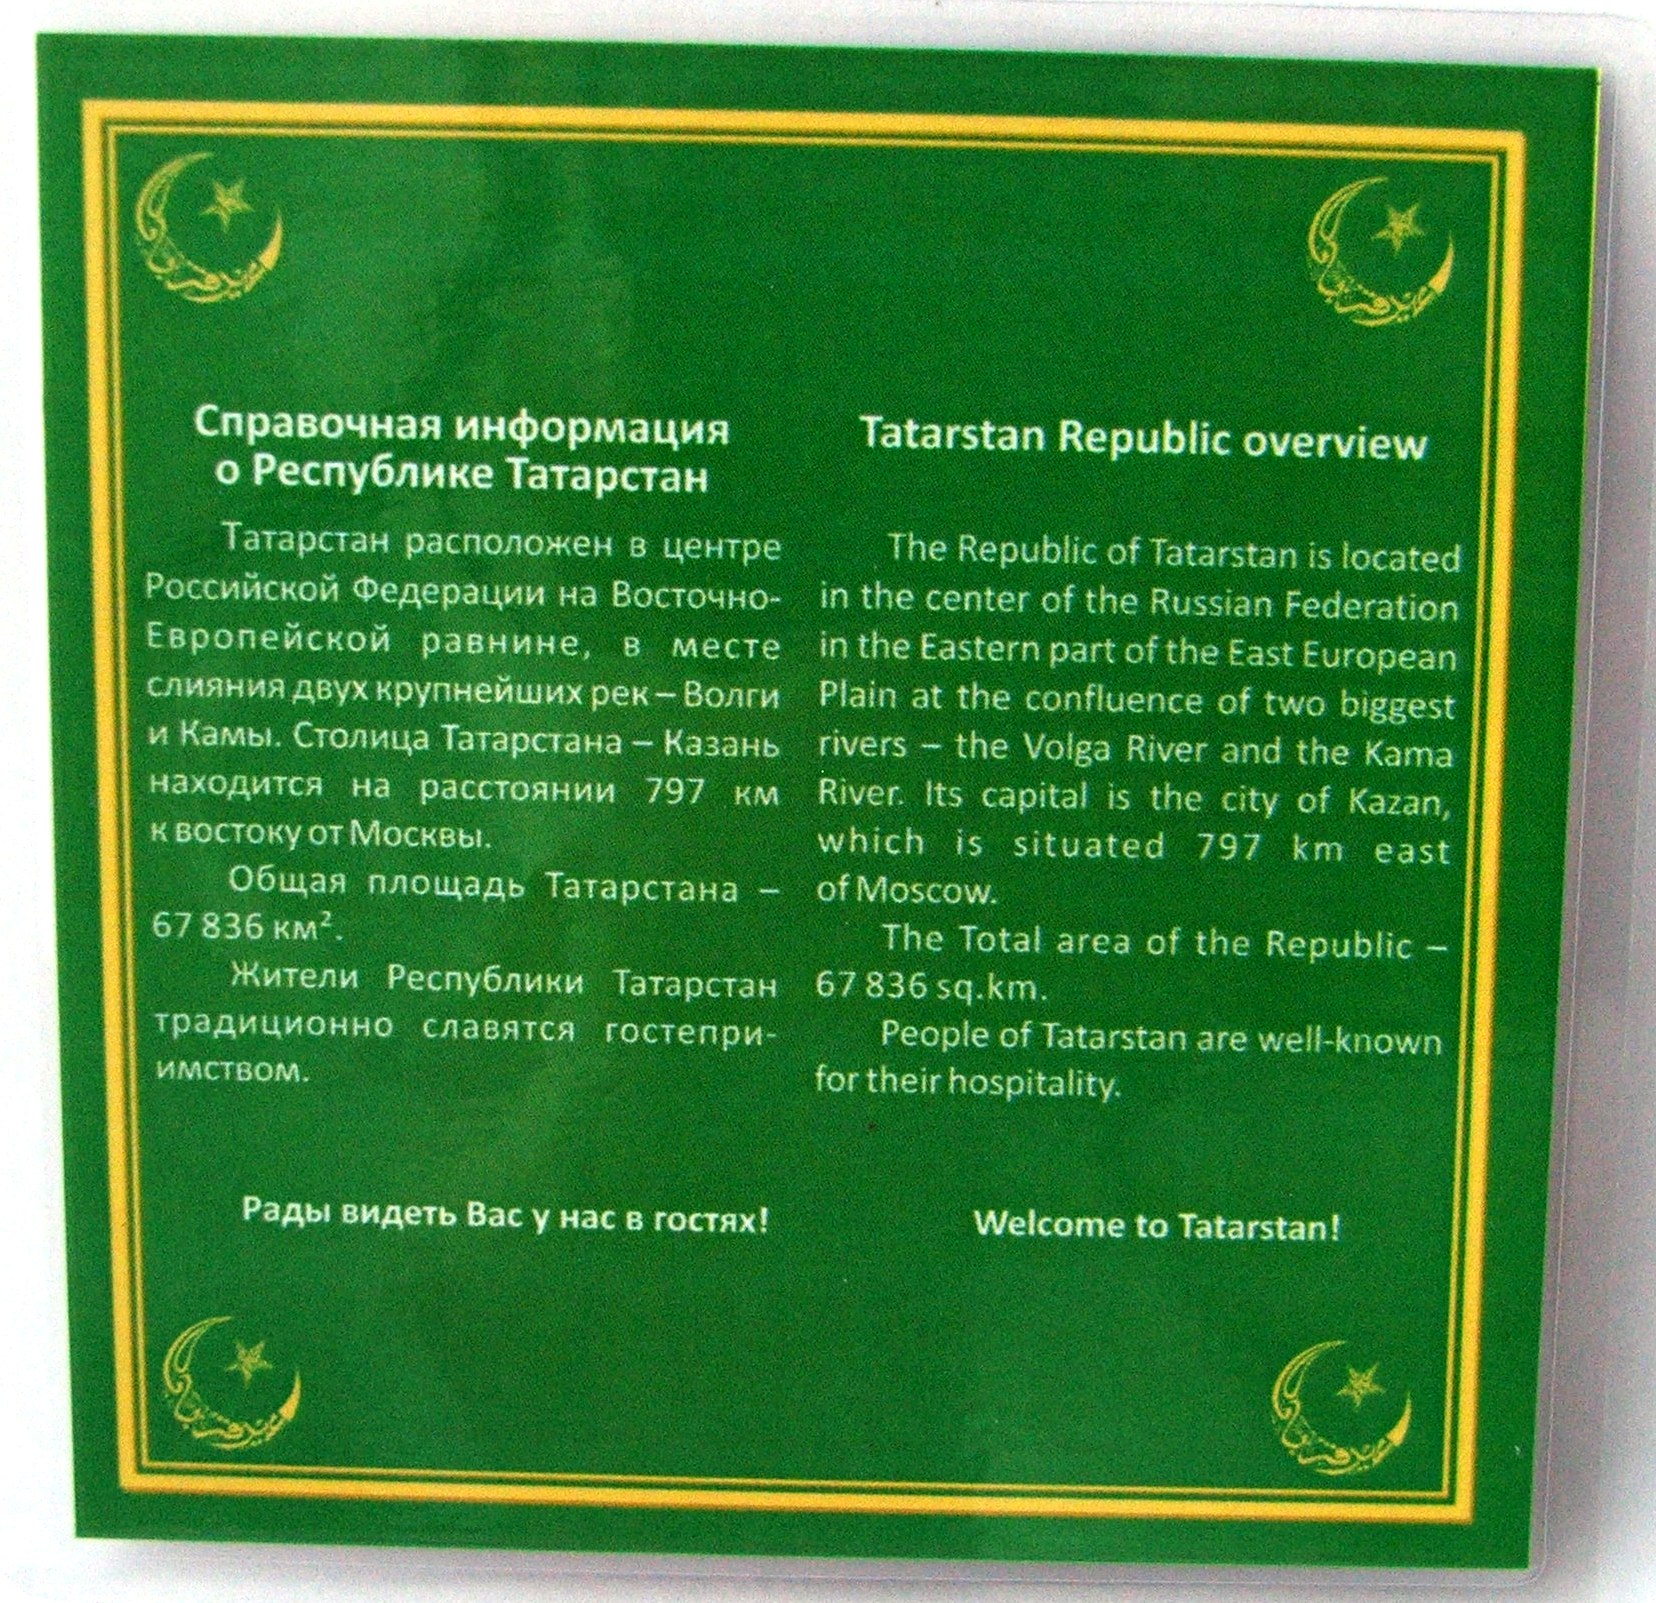 Справочная информация
о Республике Татарстан
Татарстан расположен в центре
Российской Федерации на Восточно-
Европейской равнине, в месте
слияния двух крупнейших рек – Волги
и Камы. Столица Татарстана – Казань
находится на расстоянии 797 км
к востоку от Москвы.
Общая площадь Татарстана –
67 836 км².
Жители Республики Татарстан
традиционно славятся гостепри-
имством.
Рады видеть Вас у нас в гостях!
Tatarstan Republic overview
The Republic of Tatarstan is located
in the center of the Russian Federation
in the Eastern part of the East European
Plain at the confluence of two biggest
rivers – the Volga River and the Kama
River. Its capital is the city of Kazan,
which is situated 797 km east
of Moscow.
The Total area of the Republic –
67 836 sq.km.
People of Tatarstan are well-known
for their hospitality.
Welcome to Tatarstan!